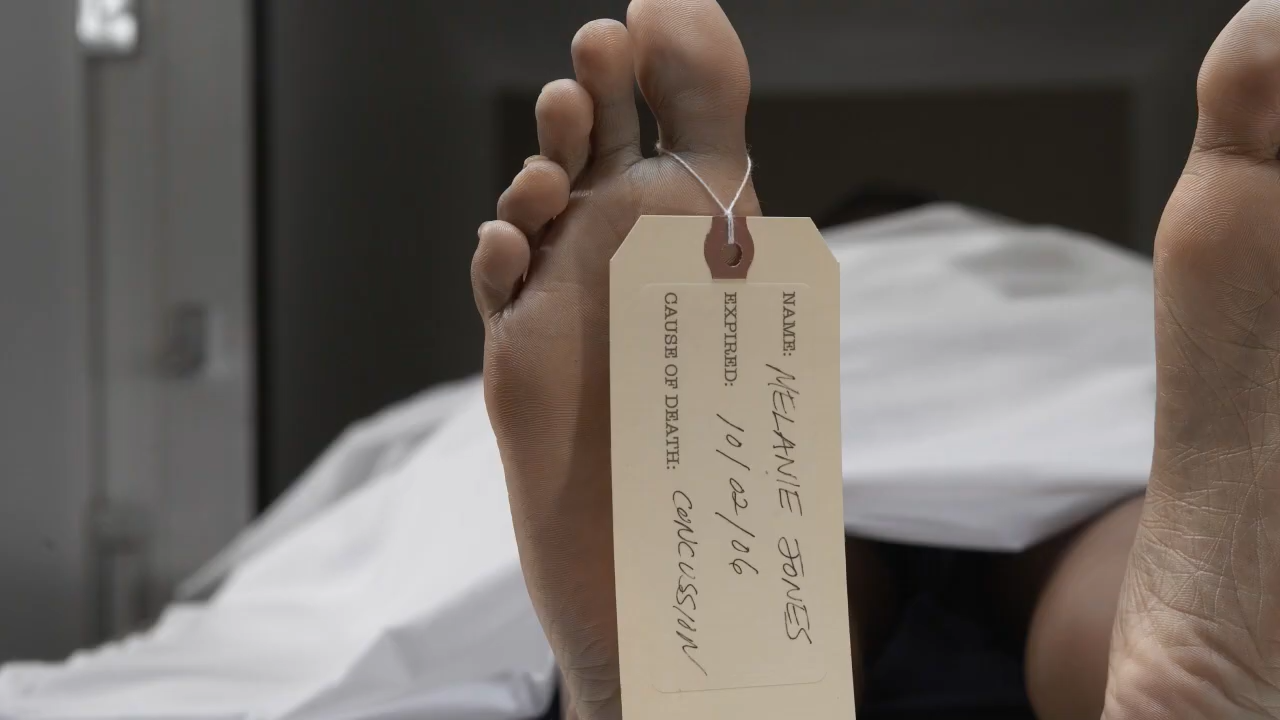 NAME: MELANIE JONES
EXPIRED: 10/02/06
CAUSE OF DEATH: CONCUSSION